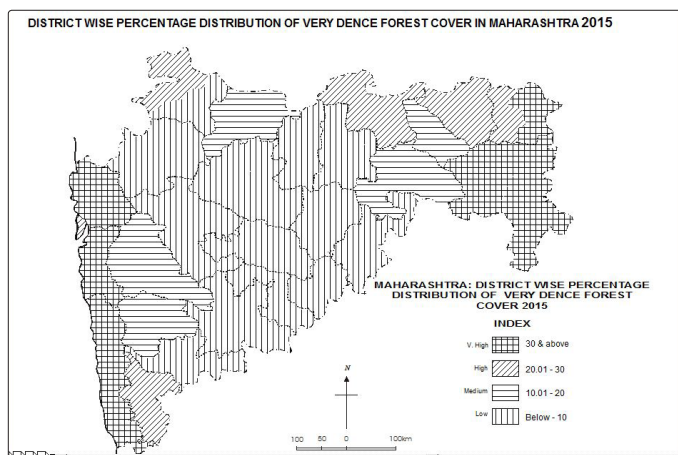 DISTRICT WISE PERCENTAGE DISTRIBUTION OF VERY DENCE FOREST COVER IN MAHARASHTRA 2015
MAHARASHTRA: DISTRICT WISE PERCENTAGE
DISTRIBUTION OF VERY DENCE FOREST
COVER 2015
INDEX
V. High 30 & above
High 20.01 - 30
Medium 10.01 - 20
Low Below - 10
N
100 50 0 100km